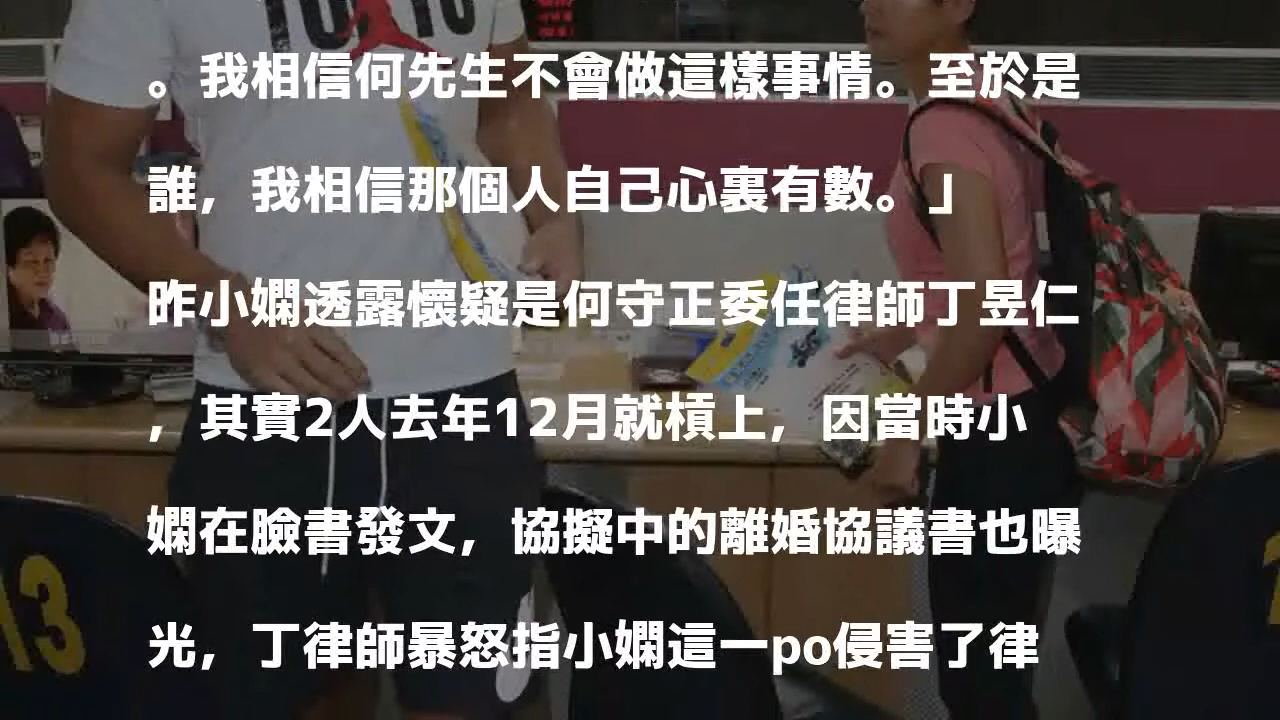 。我相信何先生不會做這樣事情。至於是
誰，我相信那個人自己心裏有數。」
昨小嫻透露懷疑是何守正委任律師丁昱仁
，其實2人去年12月就槓上，因當時小
嫻在臉書發文，協擬中的離婚協議書也曝
光，丁律師暴怒指小嫻這一po侵害了律
13